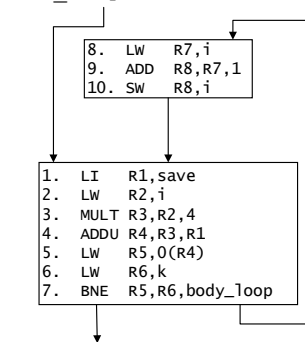 8. LW R7,i
9. ADD R8,R7,1
10. SW R8,i
1. LI R1,save
2. LW R2,i
3. MULT R3,R2,4
4. ADDU R4,R3,R1
5. LW R5,0(R4)
6. LW R6,k
7. BNE R5,R6,body_loop